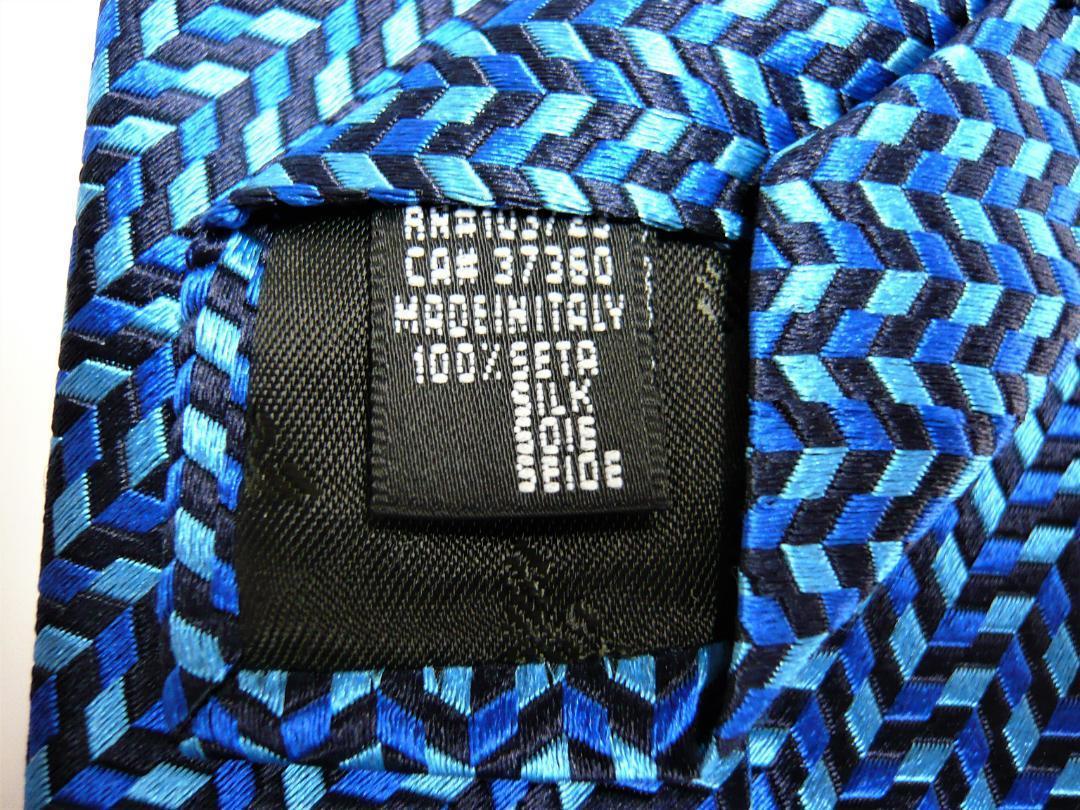 CA# 37360
MADE IN ITALY
100% SETA
SILK
SOIE
SEIDE